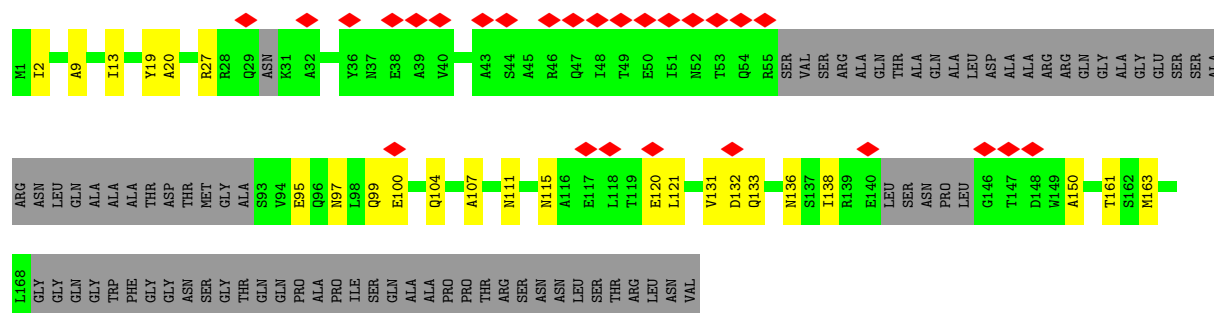 M1 I2 A9 I13 Y19 A20 R27 R28 Q29 ASN K31 A32 Y36 N37 E38 A39 V40 A43 S44 A45 R46 Q47 I48 T49 E50 I51 N52 T53 Q54 R55 SER VAL SER ARG ALA GLN THR ALA GLN ALA LEU ASP ALA ALA ARG ARG GLN GLY ALA GLY GLU SER SER ALA
ARG ASN LEU GLN ALA ALA ALA THR ASP THR MET GLY ALA S93 V94 E95 Q96 N97 L98 Q99 E100 Q104 A107 N111 N115 A116 E117 L118 T119 E120 L121 V131 D132 Q133 N136 S137 I138 R139 E140 LEU SER ASN PRO LEU G146 T147 D148 W149 A150 T161 S162 M163
L168 GLY GLY GLN GLY TRP PHE GLY GLY ASN SER GLY THR GLN GLN PRO ALA PRO ILE SER GLN ALA ALA PRO PRO THR ARG SER ASN ASN LEU SER THR ARG LEU ASN VAL